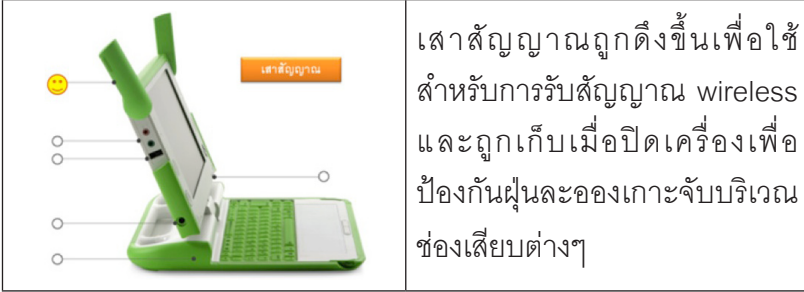 เสาสัญญาณ
เสาสัญญาณถูกดึงขึ้นเพื่อใช้
สำหรับการรับสัญญาณ wireless
และถูกเก็บเมื่อปิดเครื่องเพื่อ
ป้องกันฝุ่นละอองเกาะจับบริเวณ
ช่องเสียบต่างๆ